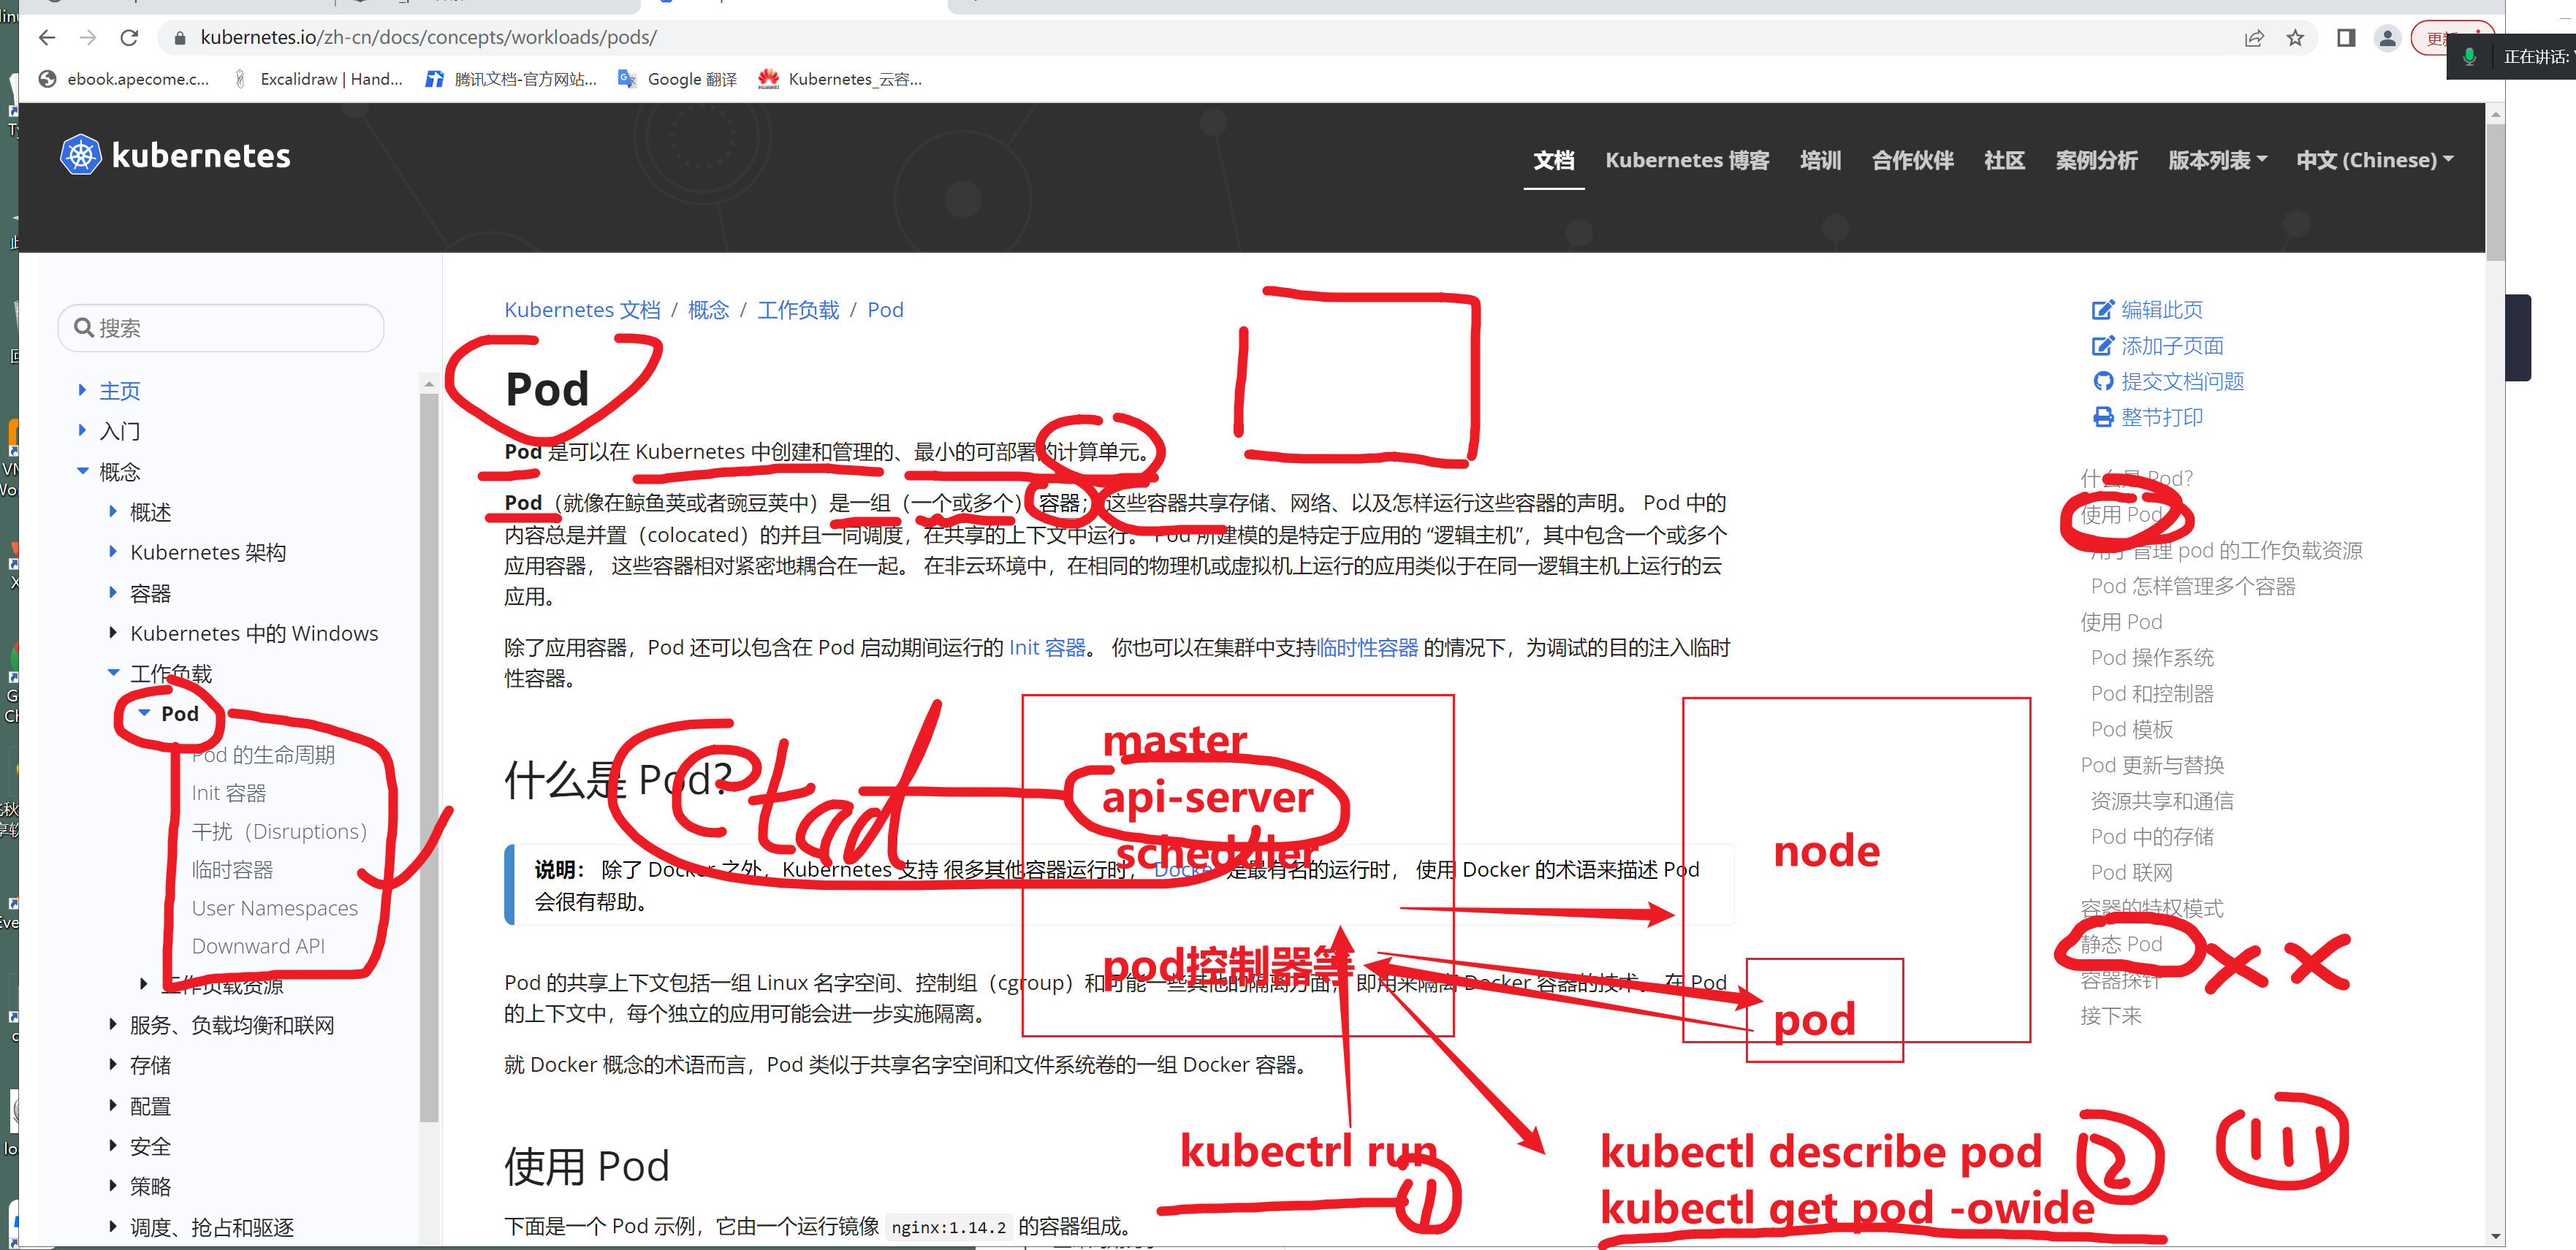 kubernetes.io/zh-cn/docs/concepts/workloads/pods/
更新
正在讲话:
ebook.apecome.c...
Excalidraw | Hand...
腾讯文档-官方网站...
Google 翻译
Kubernetes_云容...
kubernetes
文档
Kubernetes 博客
培训
合作伙伴
社区
案例分析
版本列表
中文 (Chinese)
搜索
主页
入门
概念
概述
Kubernetes 架构
容器
Kubernetes 中的 Windows
工作负载
Pod
Pod 的生命周期
Init 容器
干扰（Disruptions）
临时容器
User Namespaces
Downward API
工作负载资源
服务、负载均衡和联网
存储
配置
安全
策略
调度、抢占和驱逐
Kubernetes 文档 / 概念 / 工作负载 / Pod
Pod
Pod 是可以在 Kubernetes 中创建和管理的、最小的可部署的计算单元。
Pod（就像在鲸鱼荚或者豌豆荚中）是一组（一个或多个） 容器；这些容器共享存储、网络、以及怎样运行这些容器的声明。 Pod 中的
内容总是并置（colocated）的并且一同调度，在共享的上下文中运行。 Pod 所建模的是特定于应用的 “逻辑主机”，其中包含一个或多个
应用容器， 这些容器相对紧密地耦合在一起。 在非云环境中，在相同的物理机或虚拟机上运行的应用类似于在同一逻辑主机上运行的云
应用。
除了应用容器，Pod 还可以包含在 Pod 启动期间运行的 Init 容器。 你也可以在集群中支持临时性容器 的情况下，为调试的目的注入临时
性容器。
什么是 Pod？
说明： 除了 Docker 之外，Kubernetes 支持 很多其他容器运行时， Docker 是最有名的运行时， 使用 Docker 的术语来描述 Pod
会很有帮助。
Pod 的共享上下文包括一组 Linux 名字空间、控制组（cgroup）和可能一些其他的隔离方面， 即用来隔离 Docker 容器的技术。 在 Pod
的上下文中，每个独立的应用可能会进一步实施隔离。
就 Docker 概念的术语而言，Pod 类似于共享名字空间和文件系统卷的一组 Docker 容器。
使用 Pod
下面是一个 Pod 示例，它由一个运行镜像 nginx:1.14.2 的容器组成。
master
api-server
scheduler
pod控制器等
node
pod
kubectrl run
1
kubectl describe pod
2
kubectl get pod -owide
编辑此页
添加子页面
提交文档问题
整节打印
什么是 Pod？
使用 Pod
用于管理 pod 的工作负载资源
Pod 怎样管理多个容器
使用 Pod
Pod 操作系统
Pod 和控制器
Pod 模板
Pod 更新与替换
资源共享和通信
Pod 中的存储
Pod 联网
容器的特权模式
静态 Pod
容器探针
接下来